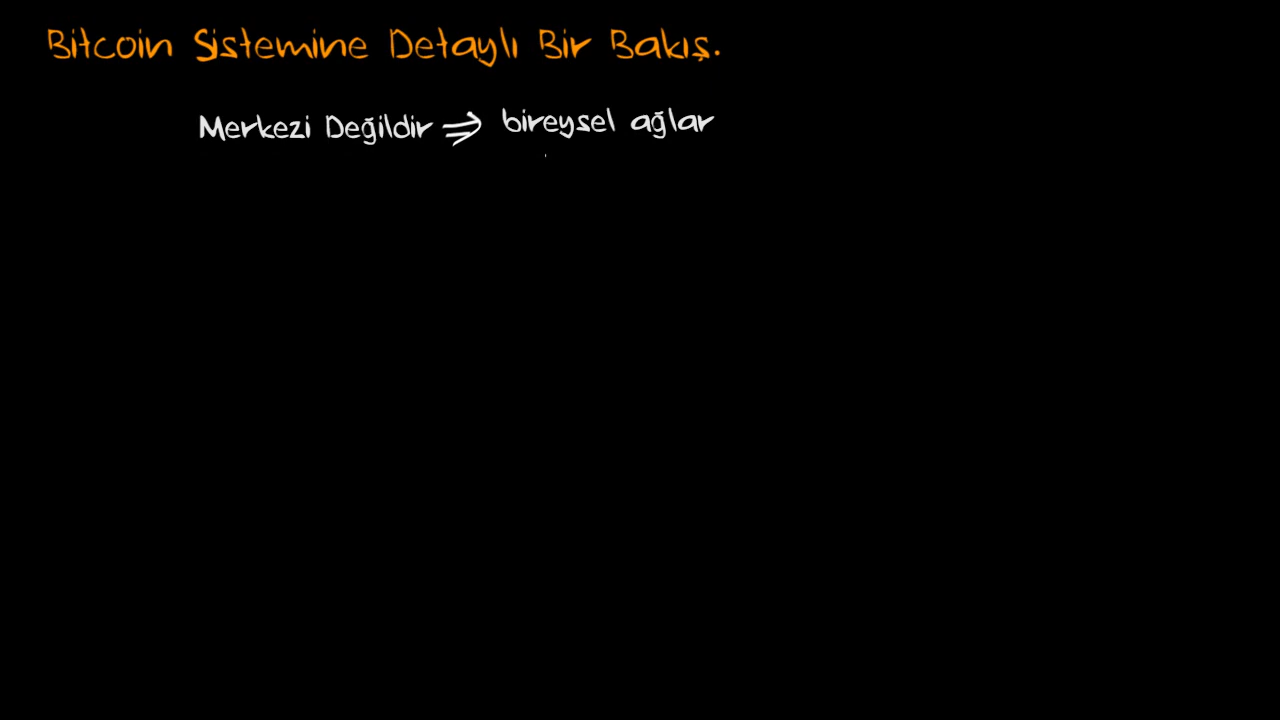 Bitcoin Sistemine Detaylı Bir Bakış.
Merkezi Değildir ⇒ bireysel ağlar